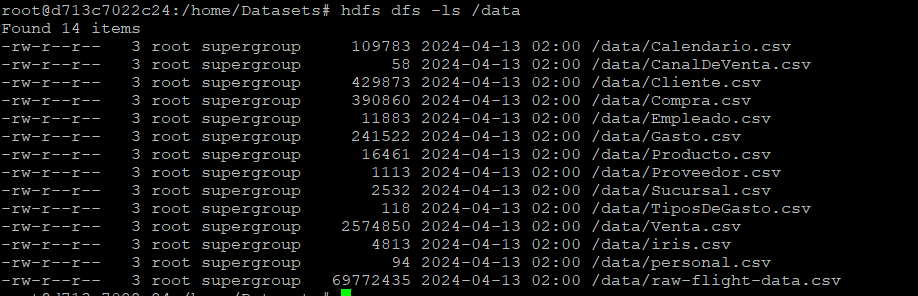 root@d713c7022c24:/home/Datasets# hdfs dfs -ls /data
Found 14 items
-rw-r--r--   3 root supergroup     109783 2024-04-13 02:00 /data/Calendario.csv
-rw-r--r--   3 root supergroup         58 2024-04-13 02:00 /data/CanalDeVenta.csv
-rw-r--r--   3 root supergroup     429873 2024-04-13 02:00 /data/Cliente.csv
-rw-r--r--   3 root supergroup     390860 2024-04-13 02:00 /data/Compra.csv
-rw-r--r--   3 root supergroup      11883 2024-04-13 02:00 /data/Empleado.csv
-rw-r--r--   3 root supergroup     241522 2024-04-13 02:00 /data/Gasto.csv
-rw-r--r--   3 root supergroup      16461 2024-04-13 02:00 /data/Producto.csv
-rw-r--r--   3 root supergroup       1113 2024-04-13 02:00 /data/Proveedor.csv
-rw-r--r--   3 root supergroup       2532 2024-04-13 02:00 /data/Sucursal.csv
-rw-r--r--   3 root supergroup        118 2024-04-13 02:00 /data/TiposDeGasto.csv
-rw-r--r--   3 root supergroup    2574850 2024-04-13 02:00 /data/Venta.csv
-rw-r--r--   3 root supergroup       4813 2024-04-13 02:00 /data/iris.csv
-rw-r--r--   3 root supergroup         94 2024-04-13 02:00 /data/personal.csv
-rw-r--r--   3 root supergroup   69772435 2024-04-13 02:00 /data/raw-flight-data.csv